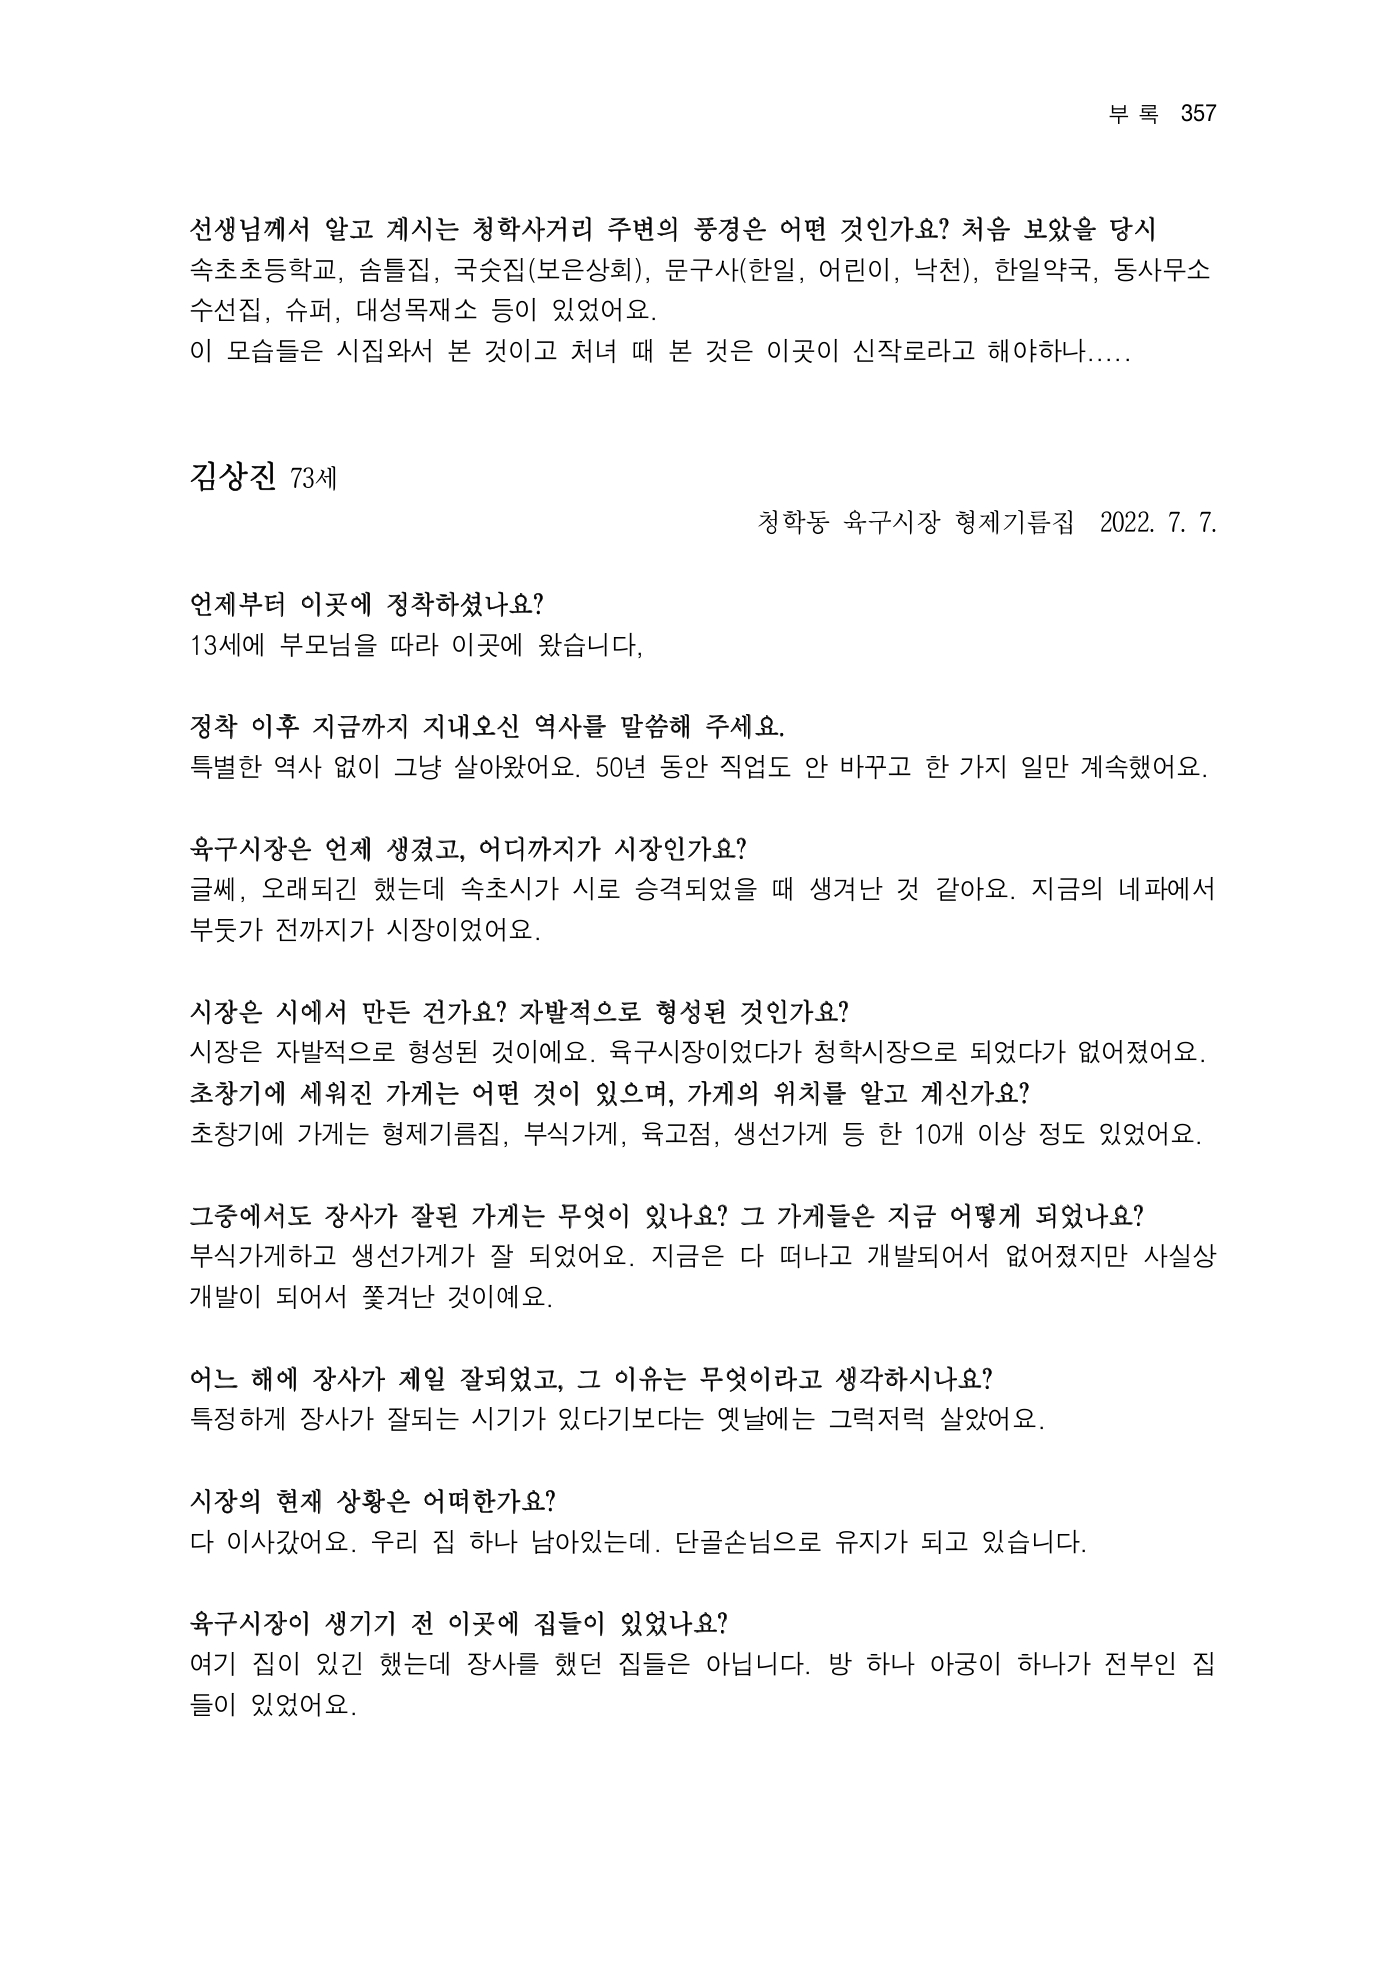 부 록 357
선생님께서 알고 계시는 청학사거리 주변의 풍경은 어떤 것인가요? 처음 보았을 당시
속초초등학교, 솜틀집, 국숫집(보은상회), 문구사(한일, 어린이, 낙천), 한일약국, 동사무소
수선집, 슈퍼, 대성목재소 등이 있었어요.
이 모습들은 시집와서 본 것이고 처녀 때 본 것은 이곳이 신작로라고 해야하나.....
김상진 73세
청학동 육구시장 형제기름집 2022. 7. 7.
언제부터 이곳에 정착하셨나요?
13세에 부모님을 따라 이곳에 왔습니다,
정착 이후 지금까지 지내오신 역사를 말씀해 주세요.
특별한 역사 없이 그냥 살아왔어요. 50년 동안 직업도 안 바꾸고 한 가지 일만 계속했어요.
육구시장은 언제 생겼고, 어디까지가 시장인가요?
글쎄, 오래되긴 했는데 속초시가 시로 승격되었을 때 생겨난 것 같아요. 지금의 네파에서
부둣가 전까지가 시장이었어요.
시장은 시에서 만든 건가요? 자발적으로 형성된 것인가요?
시장은 자발적으로 형성된 것이에요. 육구시장이었다가 청학시장으로 되었다가 없어졌어요.
초창기에 세워진 가게는 어떤 것이 있으며, 가게의 위치를 알고 계신가요?
초창기에 가게는 형제기름집, 부식가게, 육고점, 생선가게 등 한 10개 이상 정도 있었어요.
그중에서도 장사가 잘된 가게는 무엇이 있나요? 그 가게들은 지금 어떻게 되었나요?
부식가게하고 생선가게가 잘 되었어요. 지금은 다 떠나고 개발되어서 없어졌지만 사실상
개발이 되어서 쫓겨난 것이예요.
어느 해에 장사가 제일 잘되었고, 그 이유는 무엇이라고 생각하시나요?
특정하게 장사가 잘되는 시기가 있다기보다는 옛날에는 그럭저럭 살았어요.
시장의 현재 상황은 어떠한가요?
다 이사갔어요. 우리 집 하나 남아있는데. 단골손님으로 유지가 되고 있습니다.
육구시장이 생기기 전 이곳에 집들이 있었나요?
여기 집이 있긴 했는데 장사를 했던 집들은 아닙니다. 방 하나 아궁이 하나가 전부인 집
들이 있었어요.